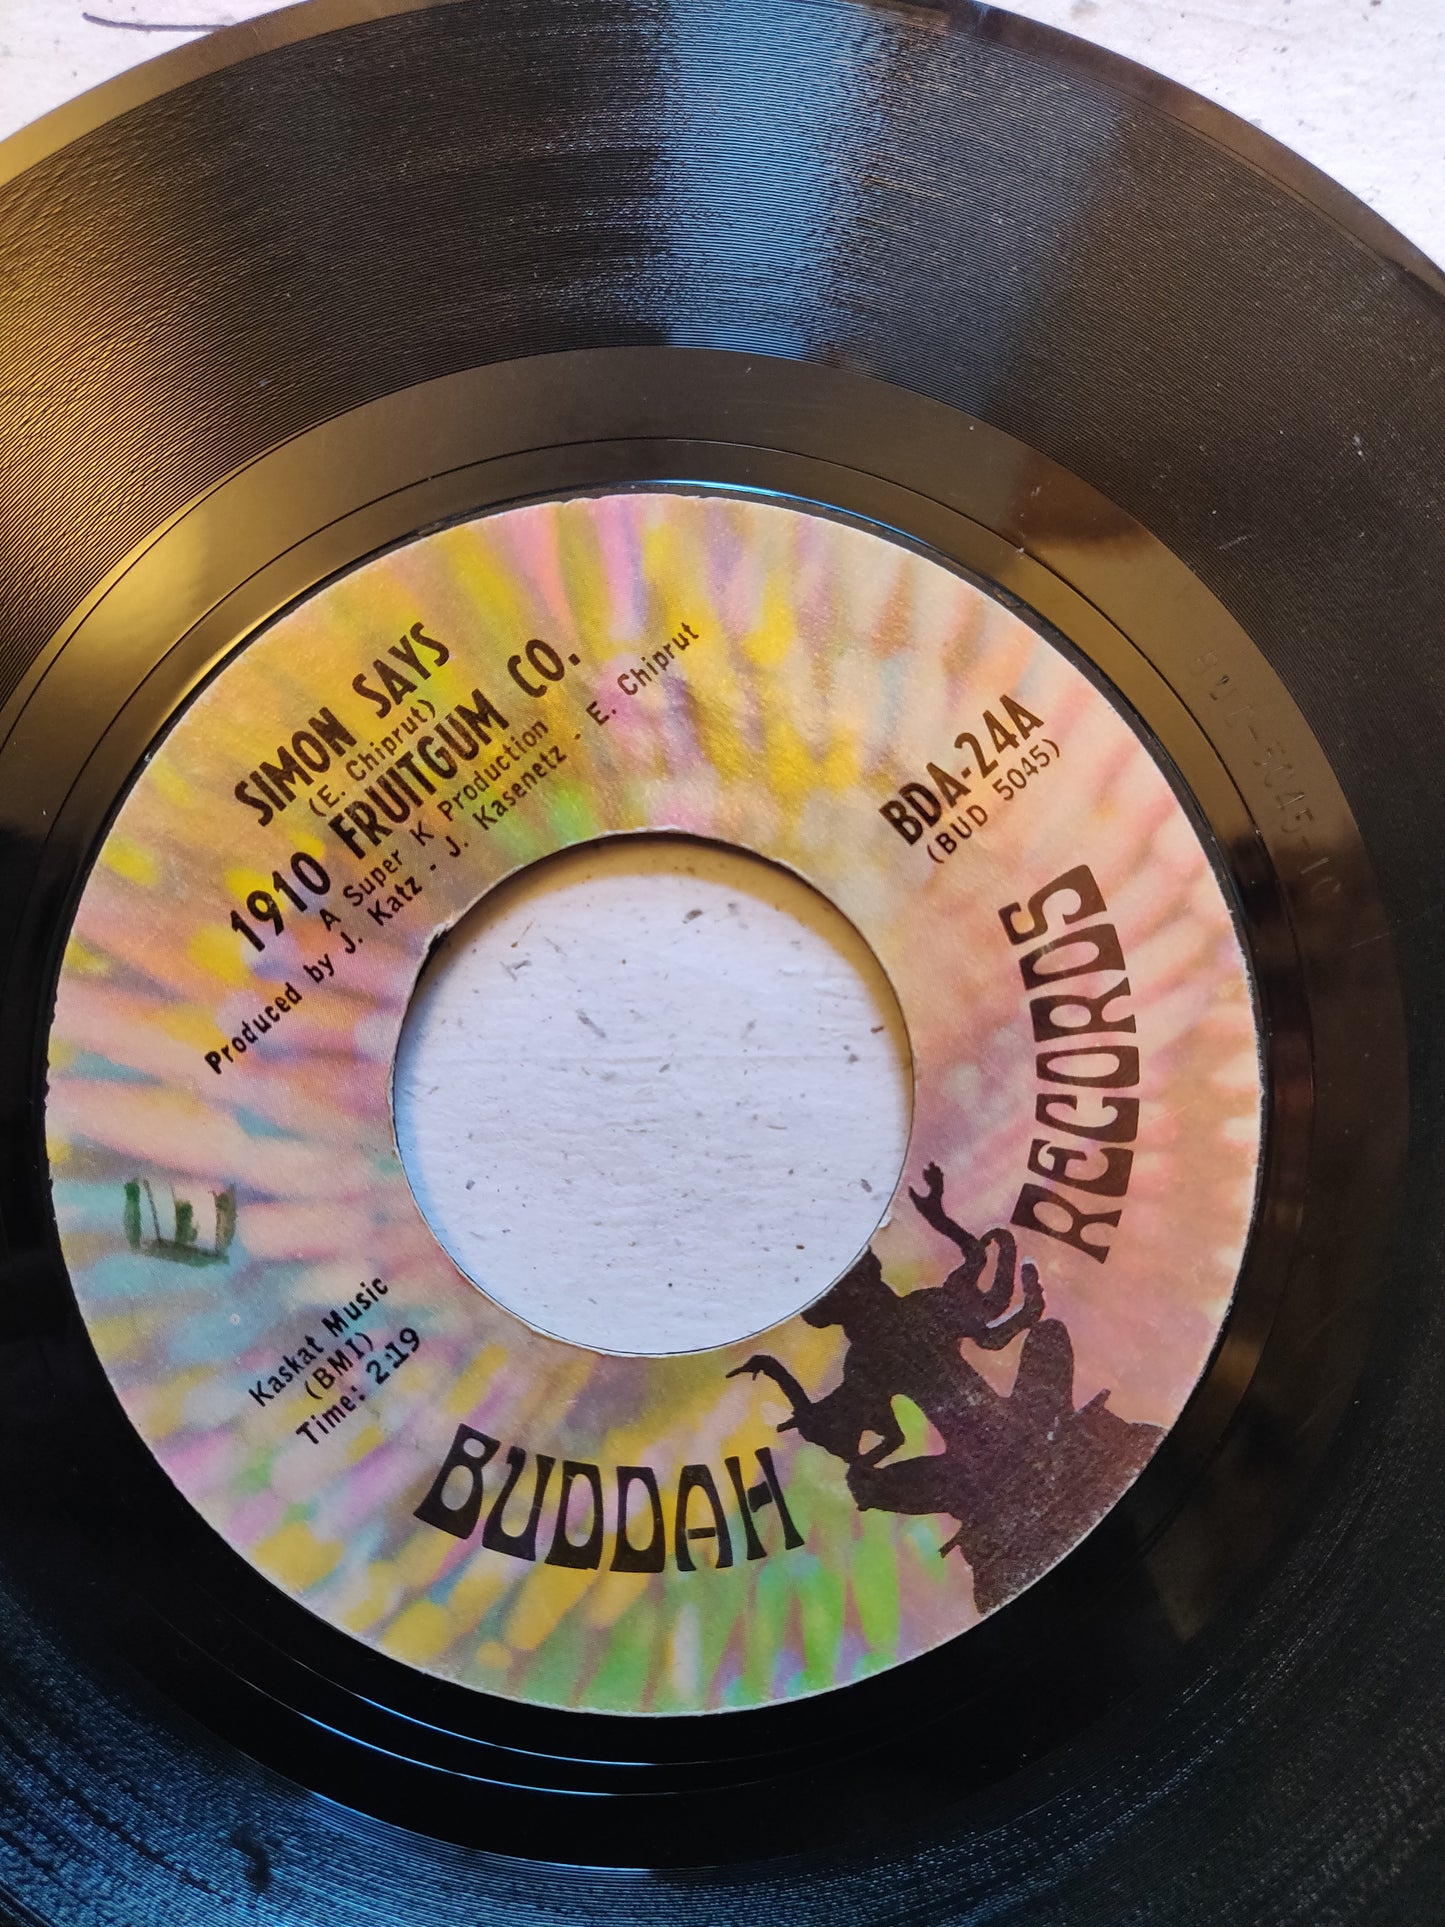 SIMON SAYS
(E. Chiprut)
1910 FRUITGUM CO.
A Super K Production
Produced by J. Katz - J. Kasenetz - E. Chiprut
BDA-24A
(BUD 5045)
Kaskat Music
(BMI)
Time: 2:19
BUDDAH RECORDS